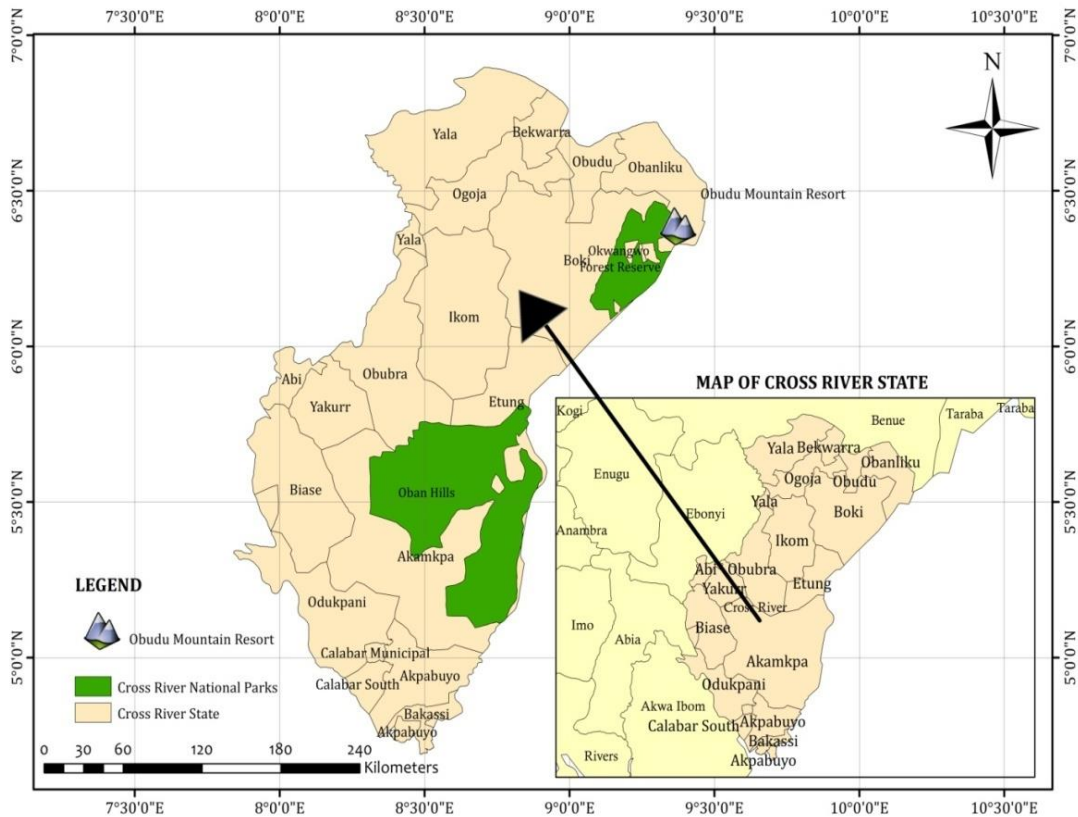 7°30'0"E 8°0'0"E 8°30'0"E 9°0'0"E 9°30'0"E 10°0'0"E 10°30'0"E
7°0'0"N 7°0'0"N
N
Yala
Bekwarra
Obudu
Obanliku
6°30'0"N 6°30'0"N
Ogoja
Obudu Mountain Resort
Yala
Okwangwo
Boki
Forest Reserve
Ikom
6°0'0"N 6°0'0"N
Abi
Obubra
Yakurr
Etung
5°30'0"N 5°30'0"N
Biase
Oban Hills
Akamkpa
Odukpani
5°0'0"N 5°0'0"N
Calabar Municipal
Calabar South
Akpabuyo
Bakassi
Akpabuyo
LEGEND
Obudu Mountain Resort
Cross River National Parks
Cross River State
0 30 60 120 180 240
Kilometers
MAP OF CROSS RIVER STATE
Kogi
Benue
Taraba
Taraba
Yala
Bekwarra
Obanliku
Enugu
Ogoja
Obudu
Yala
Boki
Ebonyi
Anambra
Ikom
Abi
Obubra
Etung
Yakurr
Cross River
Imo
Abia
Biase
Akamkpa
Odukpani
Akwa Ibom
Calabar South
Akpabuyo
Bakassi
Rivers
Akpabuyo
7°30'0"E 8°0'0"E 8°30'0"E 9°0'0"E 9°30'0"E 10°0'0"E 10°30'0"E